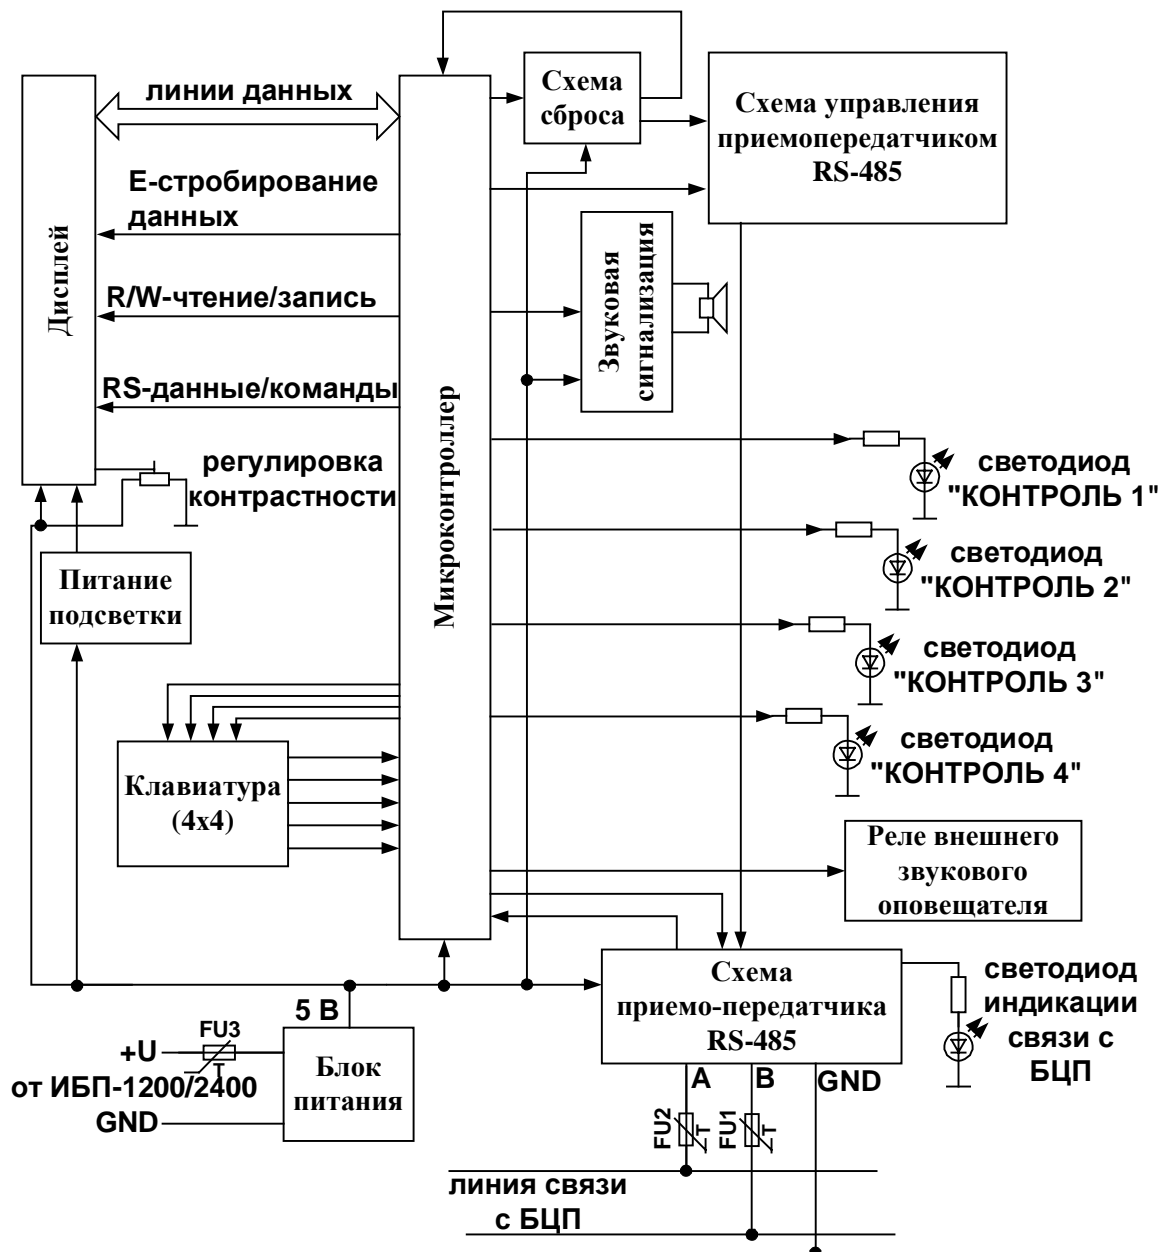 линии данных
Е-стробирование
данных
R/W-чтение/запись
RS-данные/команды
Дисплей
регулировка
контрастности
Питание
подсветки
Клавиатура
(4х4)
Микроконтроллер
Схема
сброса
Схема управления
приемопередатчиком
RS-485
Звуковая
сигнализация
светодиод
"КОНТРОЛЬ 1"
светодиод
"КОНТРОЛЬ 2"
светодиод
"КОНТРОЛЬ 3"
светодиод
"КОНТРОЛЬ 4"
Реле внешнего
звукового
оповещателя
Схема
приемо-передатчика
RS-485
светодиод
индикации
связи с
БЦП
5 В
FU3
T
+U
от ИБП-1200/2400
GND
Блок
питания
A
B
GND
FU2
T
FU1
T
линия связи
с БЦП